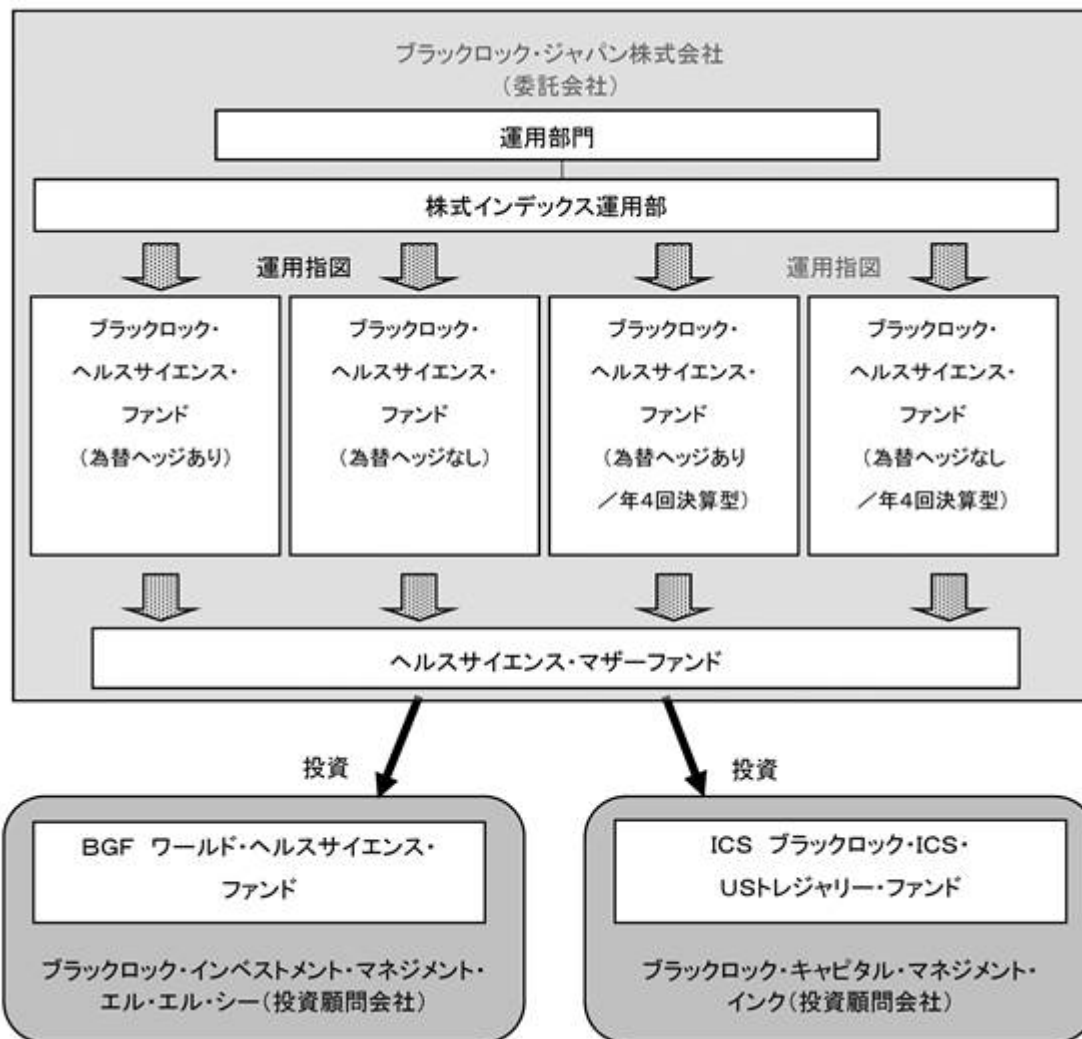 ブラックロック・ジャパン株式会社
（委託会社）
運用部門
株式インデックス運用部
運用指図
運用指図
ブラックロック・
ヘルスサイエンス・
ファンド
（為替ヘッジあり）
ブラックロック・
ヘルスサイエンス・
ファンド
（為替ヘッジなし）
ブラックロック・
ヘルスサイエンス・
ファンド
（為替ヘッジあり
／年4回決算型）
ブラックロック・
ヘルスサイエンス・
ファンド
（為替ヘッジなし
／年4回決算型）
ヘルスサイエンス・マザーファンド
投資
投資
ＢＧＦ　ワールド・ヘルスサイエンス・
ファンド
ブラックロック・インベストメント・マネジメント・
エル・エル・シー（投資顧問会社）
ＩＣＳ　ブラックロック・ＩＣＳ・
ＵＳトレジャリー・ファンド
ブラックロック・キャピタル・マネジメント・
インク（投資顧問会社）